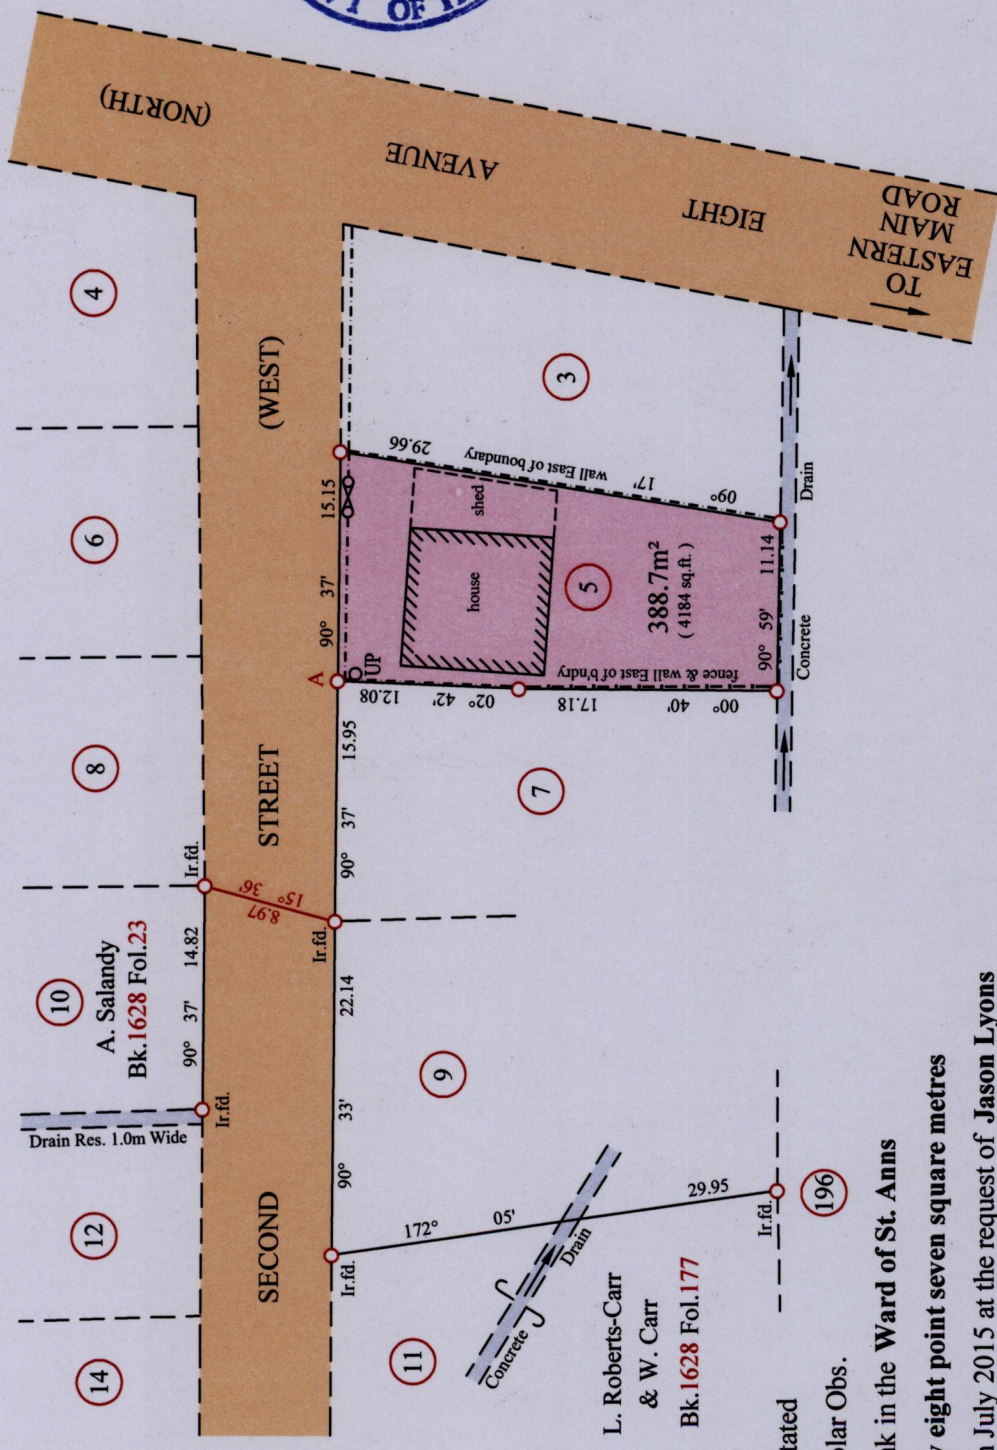 OF
(NORTH)
AVENUE
EIGHT
TO
EASTERN
MAIN
ROAD
4
6
8
10
A. Salandy
Bk.1628 Fol.23
90° 37' 14.82
Ir.fd.
Ir.fd.
Drain Res. 1.0m Wide
12
14
SECOND
STREET
(WEST)
15° 36'
8.97
Ir.fd.
A
90° 37' 15.15
90° 37' 15.95
90° 33' 22.14
Ir.fd.
UP
02° 42' 12.08
00° 40' 17.18
fence & wall East of b'ndry
house
shed
5
388.7m²
( 4184 sq.ft. )
09° 17' 29.66
wall East of boundary
90° 59' 11.14
Concrete
Drain
3
7
9
11
172° 05' 29.95
Concrete
Drain
Ir.fd.
196
L. Roberts-Carr
& W. Carr
Bk.1628 Fol.177
Obs.
in the Ward of St. Anns
eight point seven square metres
July 2015 at the request of Jason Lyons